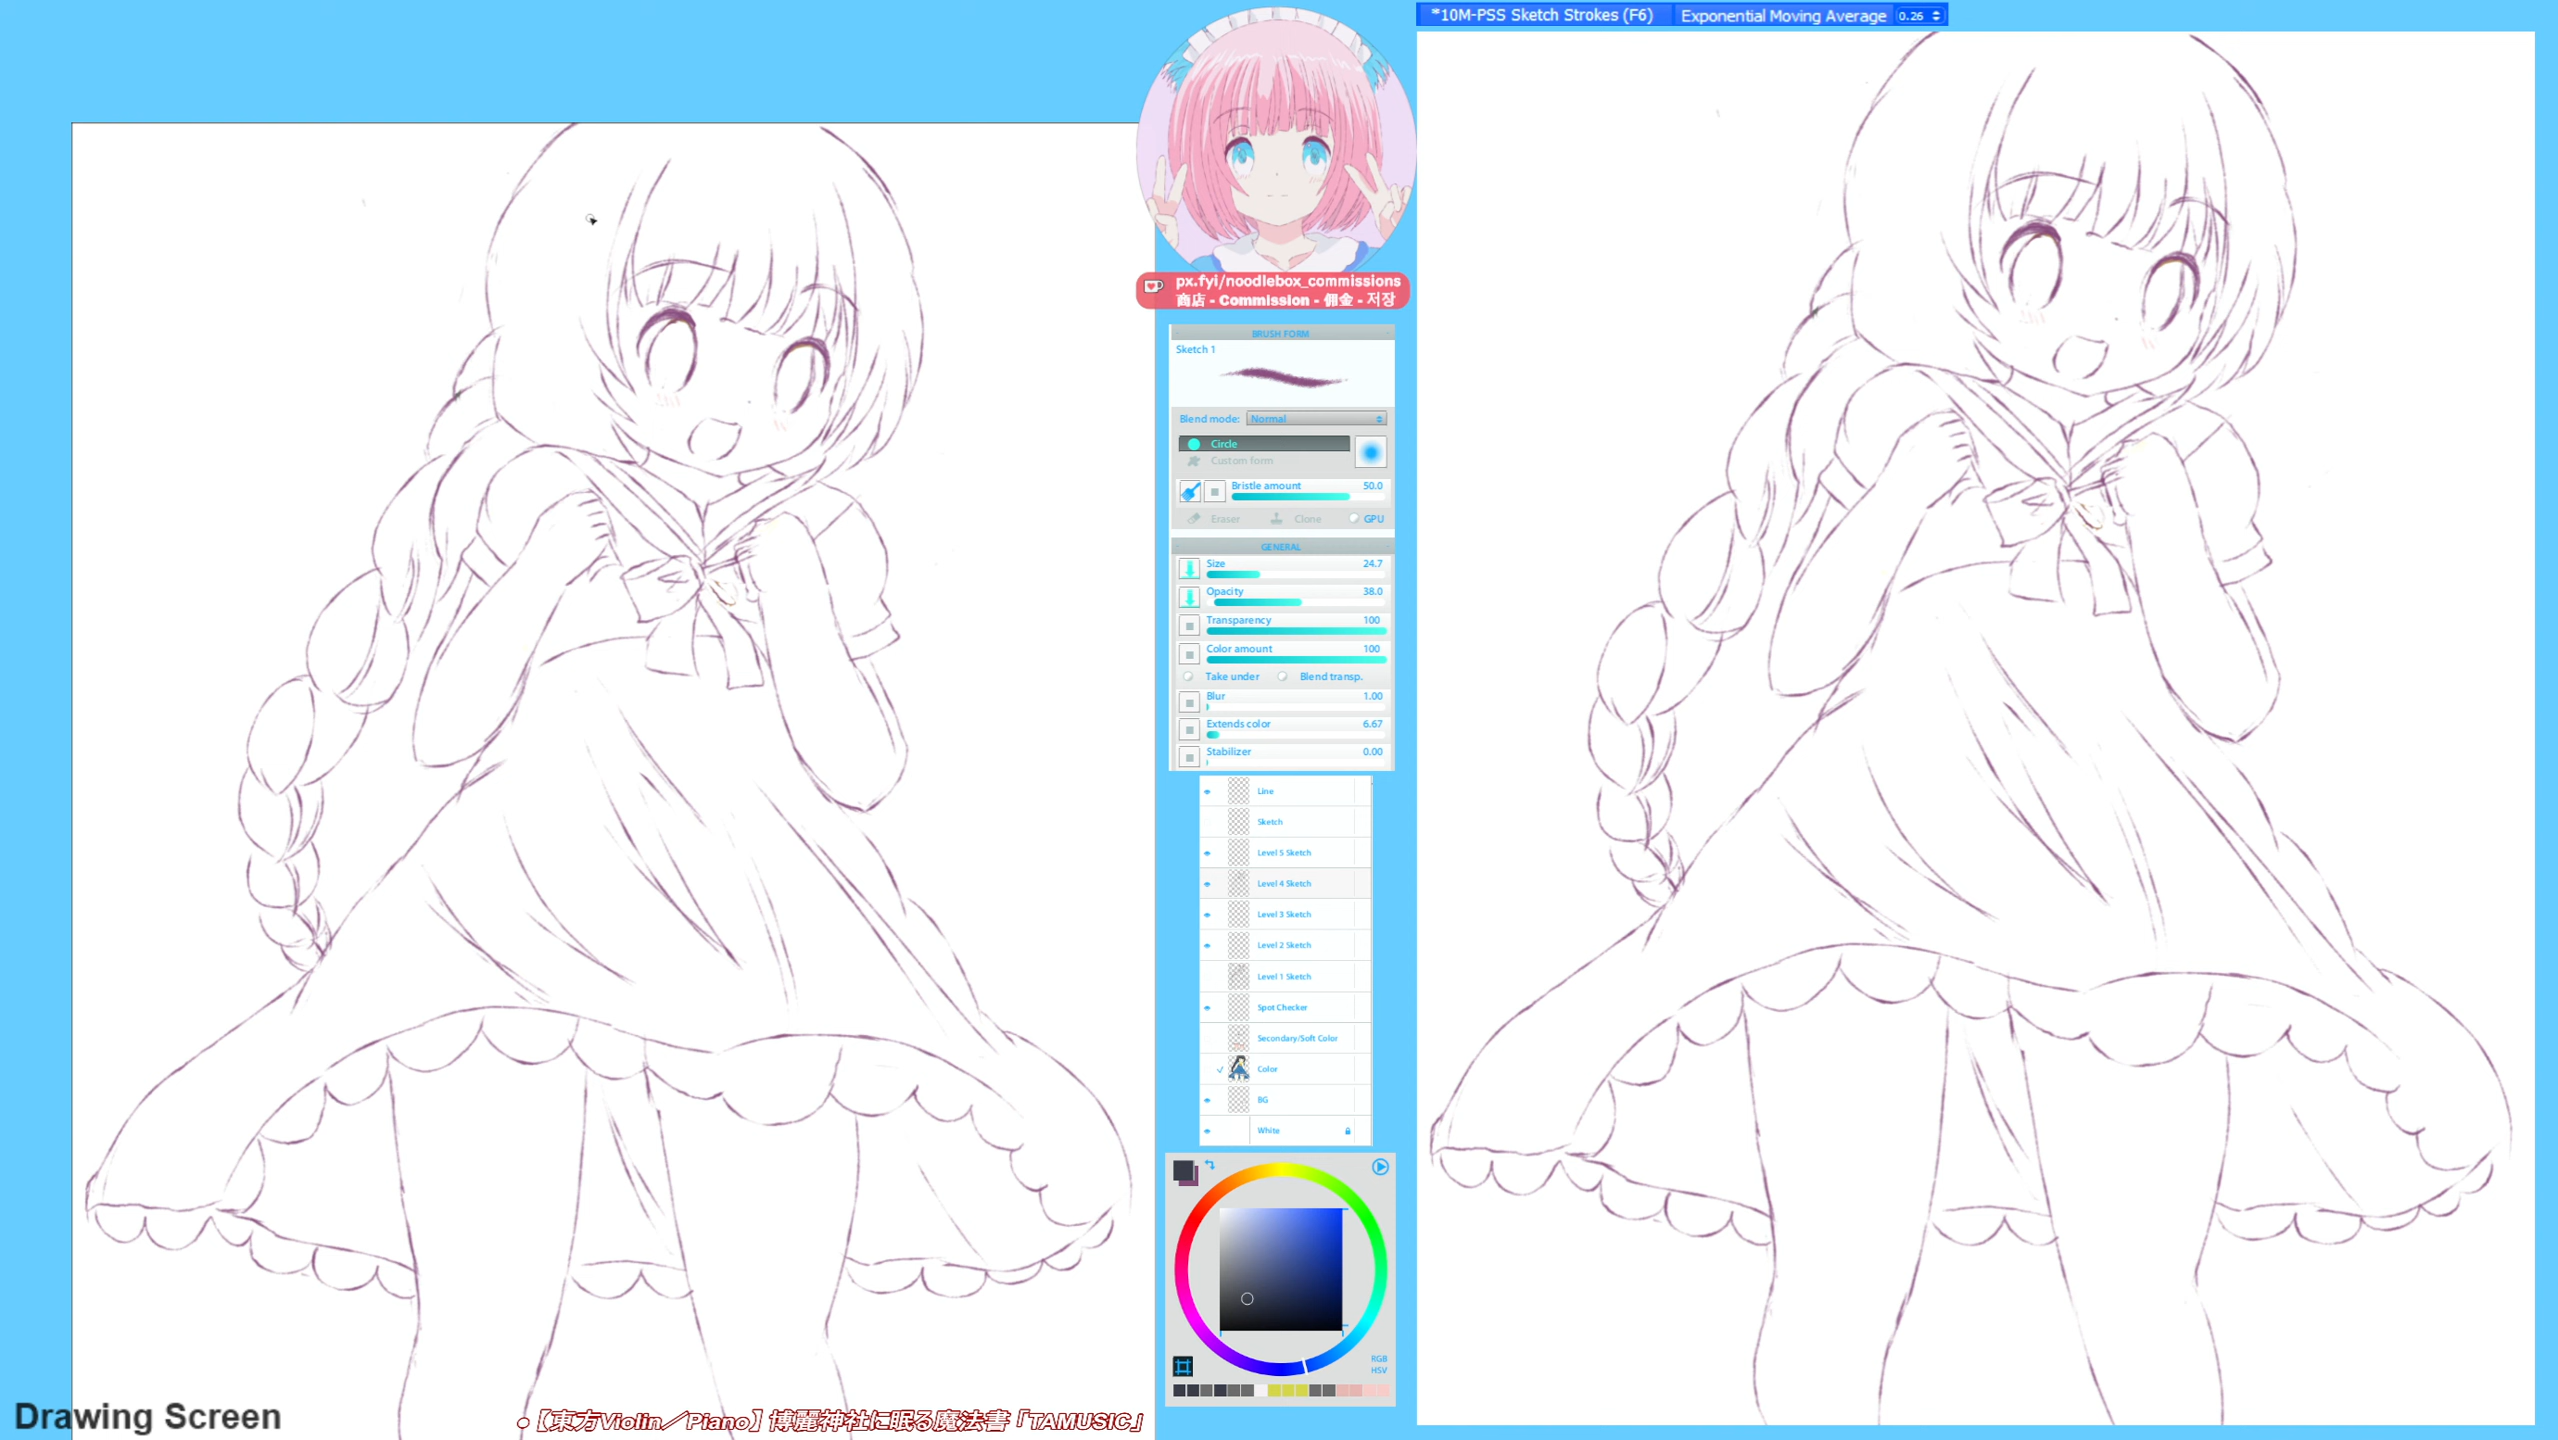 *10M-PSS Sketch Strokes (F6)
Exponential Moving Average 0.26
px.fyi/noodlebox_commissions
商店 - Commission - 佣金 - 저장
BRUSH FORM
Sketch 1
Blend mode: Normal
Circle
Custom form
Bristle amount 50.0
Eraser Clone GPU
GENERAL
Size 24.7
Opacity 38.0
Transparency 100
Color amount 100
Take under Blend transp.
Blur 1.00
Extends color 6.67
Stabilizer 0.00
Line
Sketch
Level 5 Sketch
Level 4 Sketch
Level 3 Sketch
Level 2 Sketch
Level 1 Sketch
Spot Checker
Secondary/Soft Color
Color
BG
White
RGB
HSV
Drawing Screen
• 【東方Violin／Piano】博麗神社に眠る魔法書「TAMUSIC」